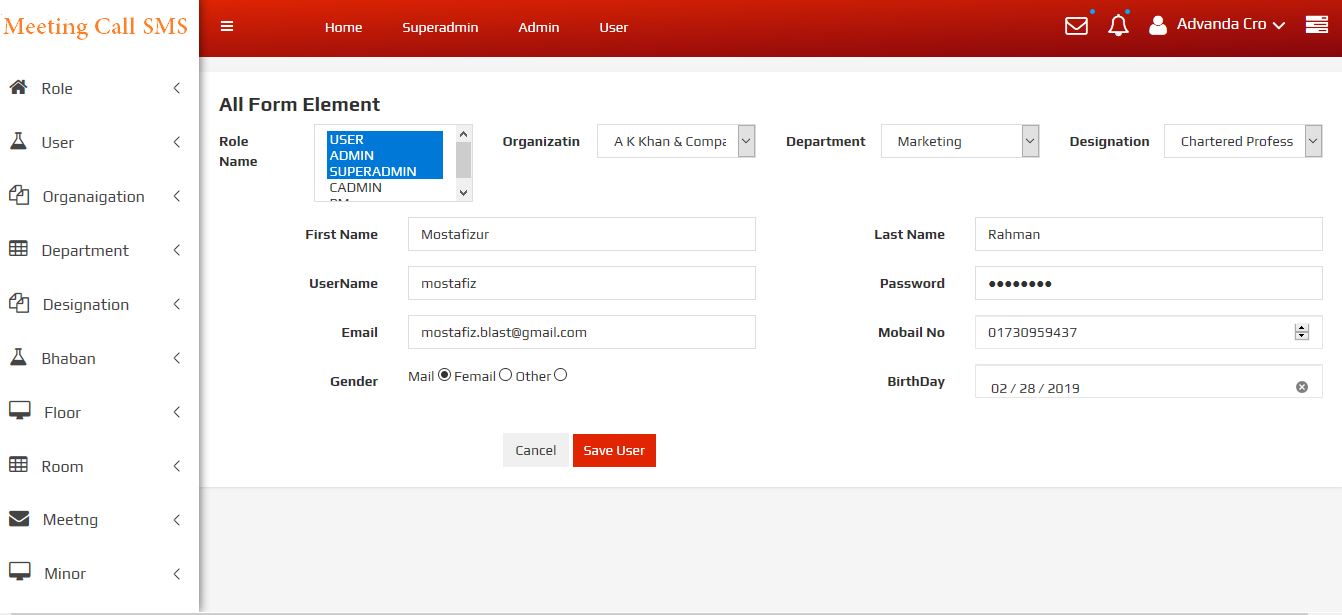 Meeting Call SMS
Home Superadmin Admin User Advanda Cro
Role
User
Organaigation
Department
Designation
Bhaban
Floor
Room
Meetng
Minor
All Form Element
Role Name
USER
ADMIN
SUPERADMIN
CADMIN
Organizatin A K Khan & Compa
Department Marketing
Designation Chartered Profess
First Name Mostafizur
Last Name Rahman
UserName mostafiz
Password ●●●●●●●●
Email mostafiz.blast@gmail.com
Mobail No 01730959437
Gender Mail Femail Other
BirthDay 02 / 28 / 2019
Cancel Save User